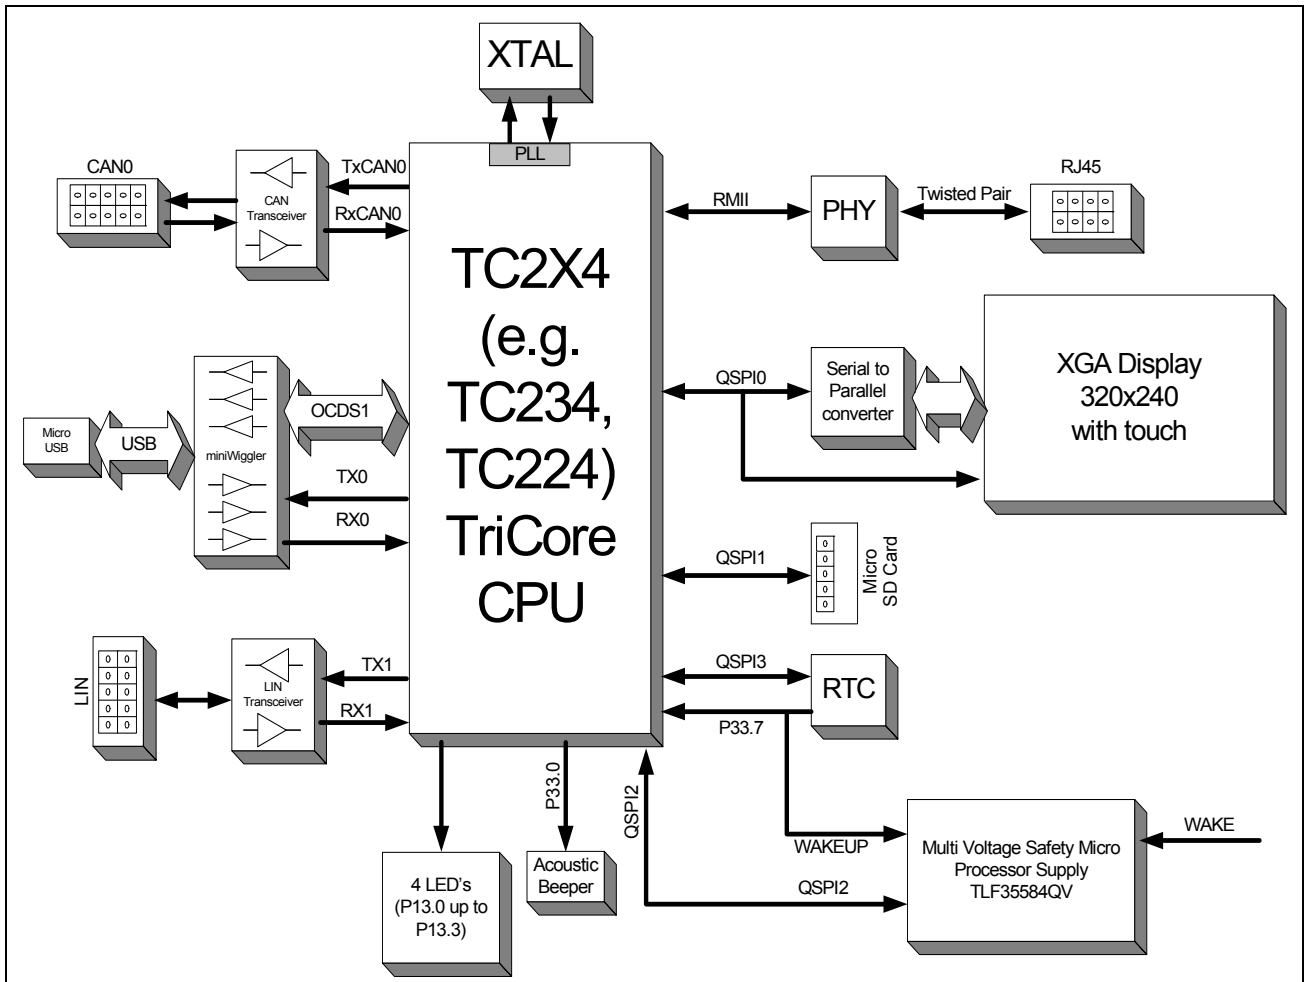 XTAL
PLL
CAN0
CAN
Transceiver
TxCAN0
RxCAN0
TC2X4
(e.g.
TC234,
TC224)
TriCore
CPU
RMII
PHY
Twisted Pair
RJ45
QSPI0
Serial to
Parallel
converter
XGA Display
320x240
with touch
Micro
USB
USB
miniWiggler
OCDS1
TX0
RX0
QSPI1
Micro
SD Card
LIN
LIN
Transceiver
TX1
RX1
QSPI3
RTC
P33.7
P33.0
QSPI2
WAKEUP
QSPI2
Multi Voltage Safety Micro
Processor Supply
TLF35584QV
WAKE
4 LED's
(P13.0 up to
P13.3)
Acoustic
Beeper